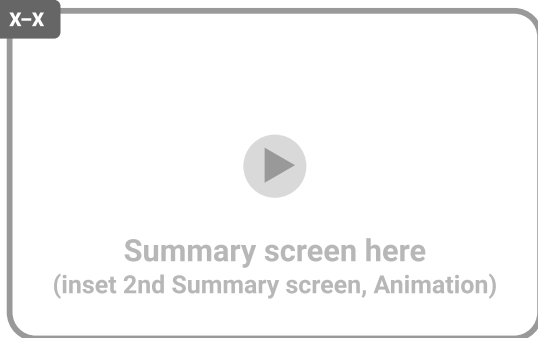 X–X
Summary screen here
(inset 2nd Summary screen, Animation)